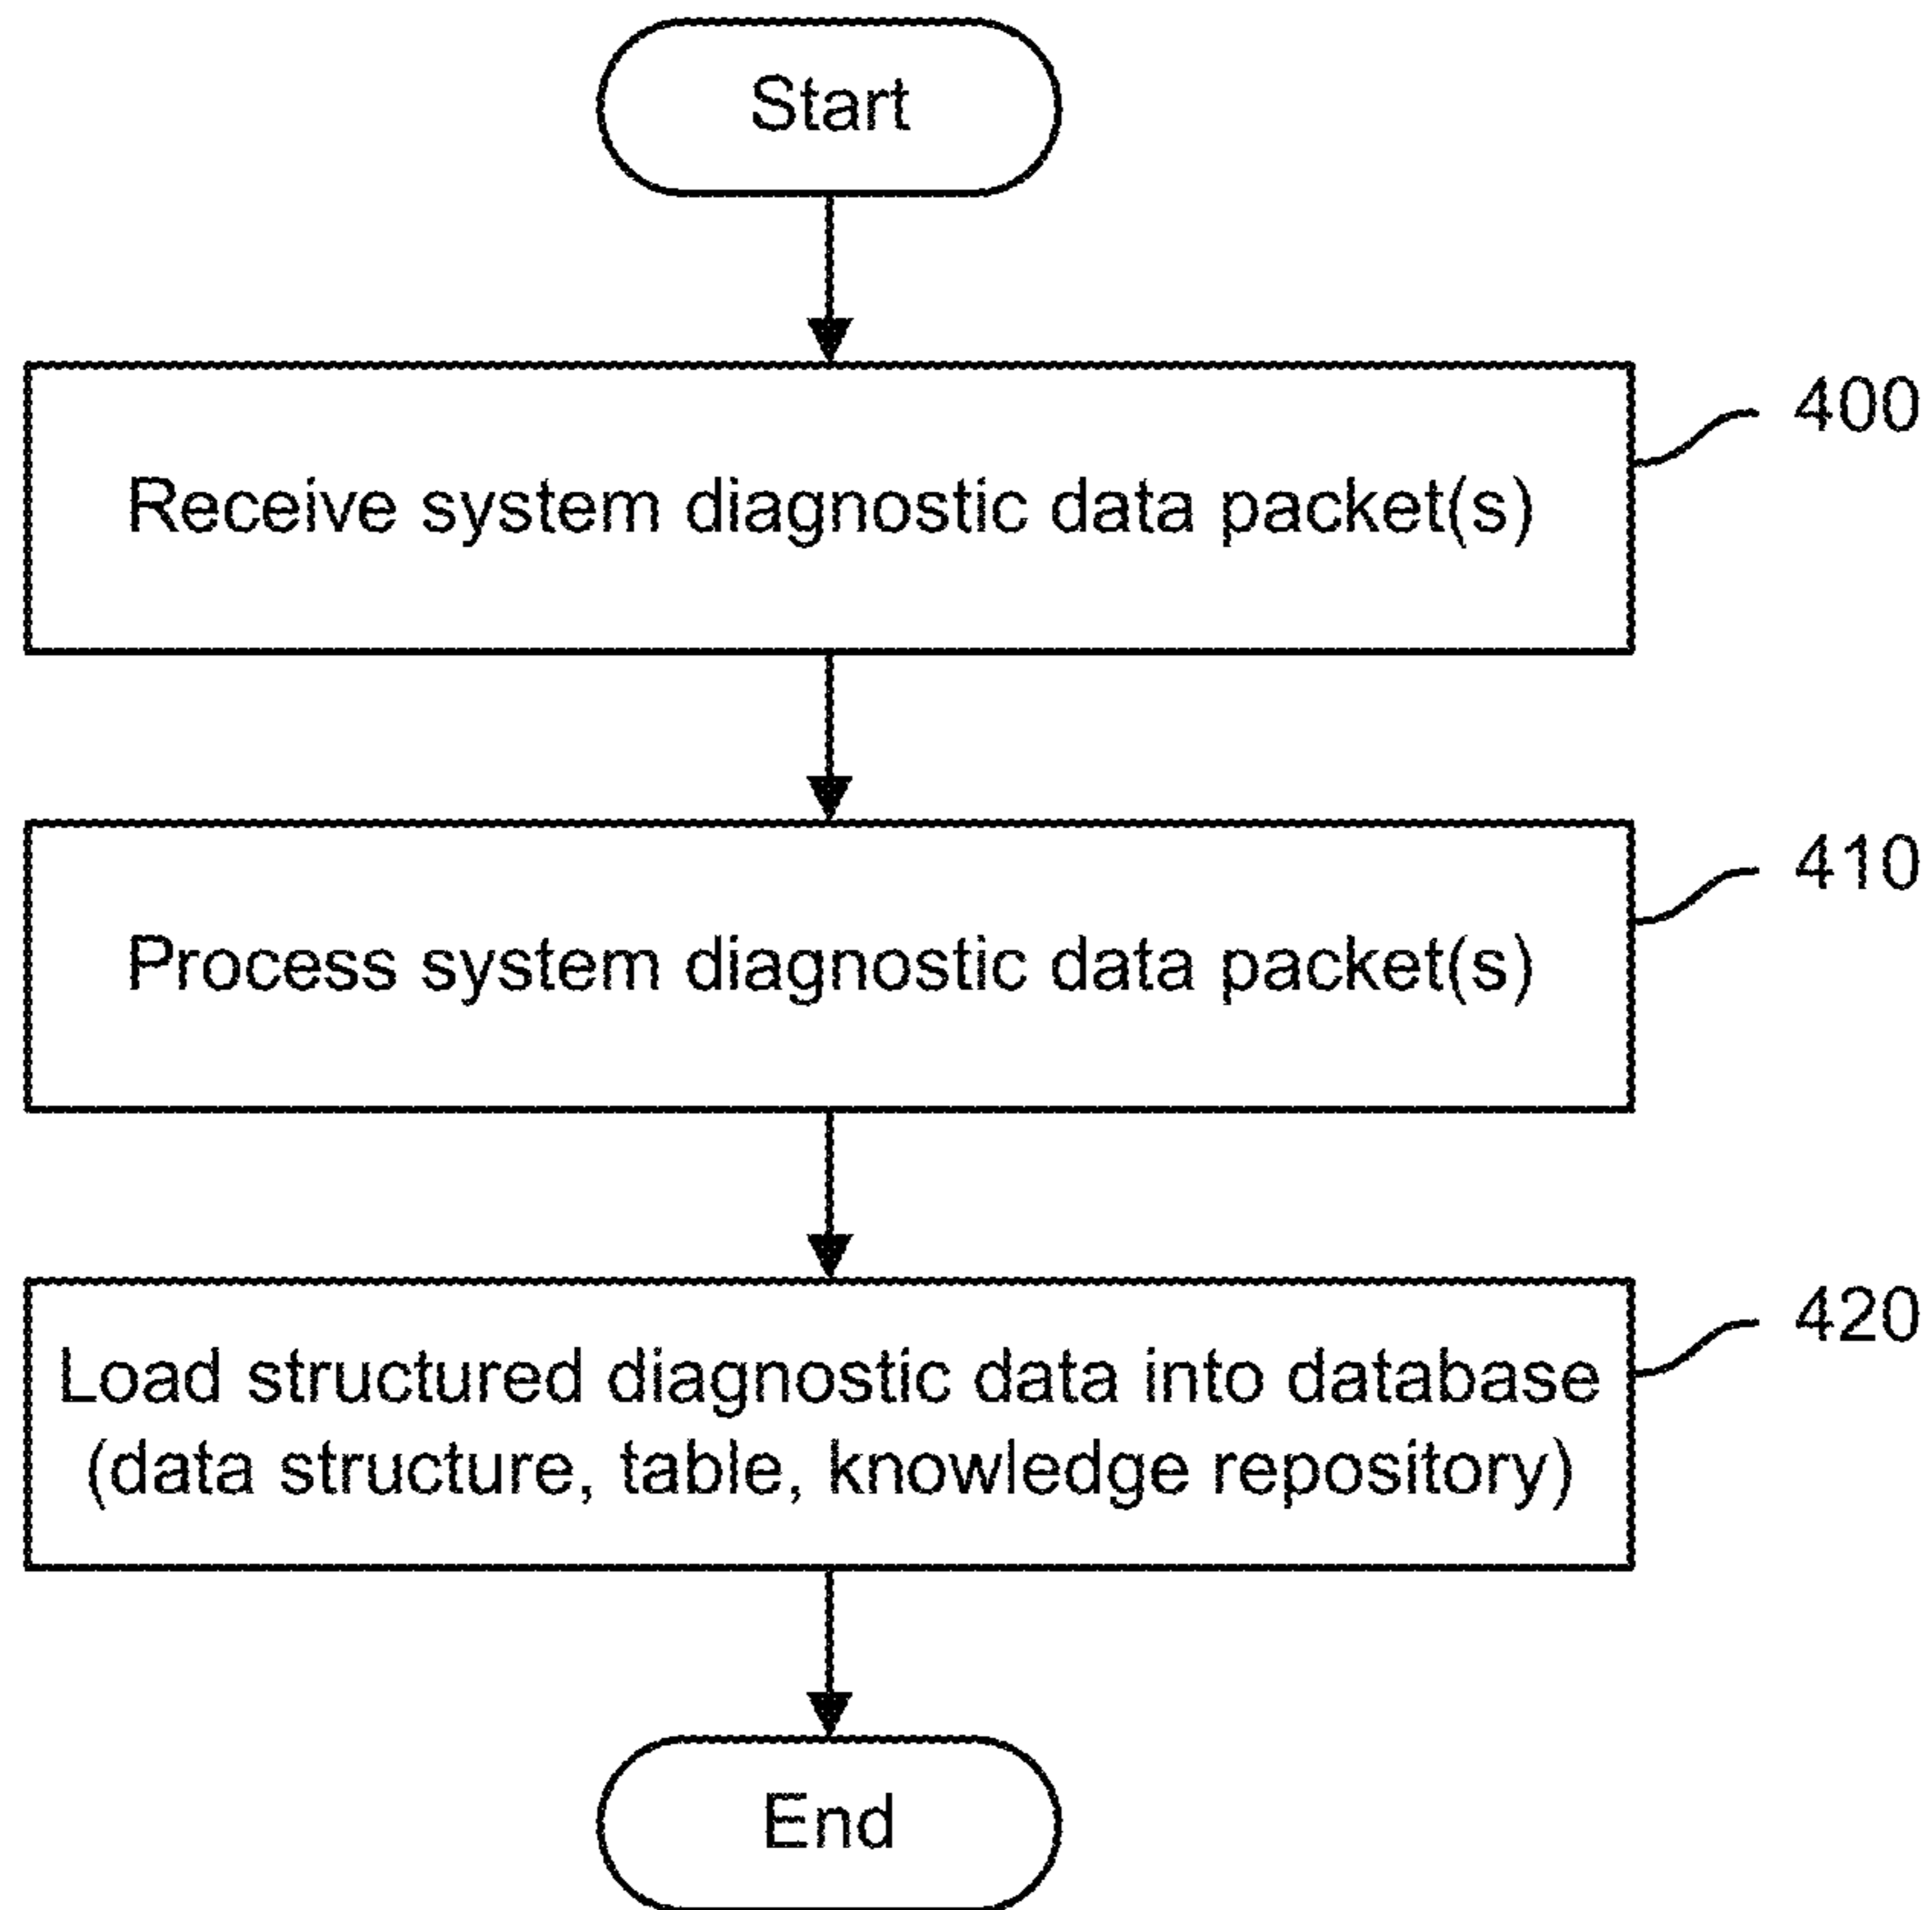 Start
400
Receive system diagnostic data packet(s)
410
Process system diagnostic data packet(s)
420
Load structured diagnostic data into database
(data structure, table, knowledge repository)
End